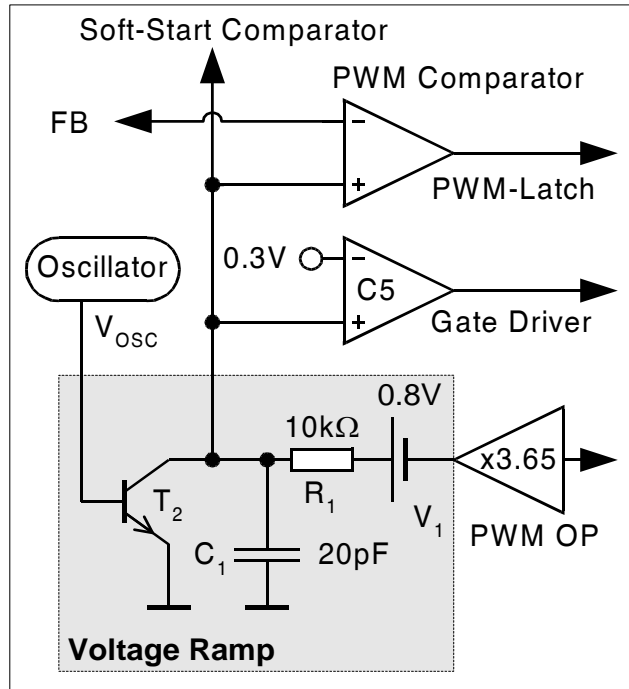 Soft-Start Comparator
PWM Comparator
FB
−
+
PWM-Latch
Oscillator
0.3V
−
C5
+
Gate Driver
VOSC
0.8V
10kΩ
x3.65
T2
R1
V1
PWM OP
C1
20pF
Voltage Ramp